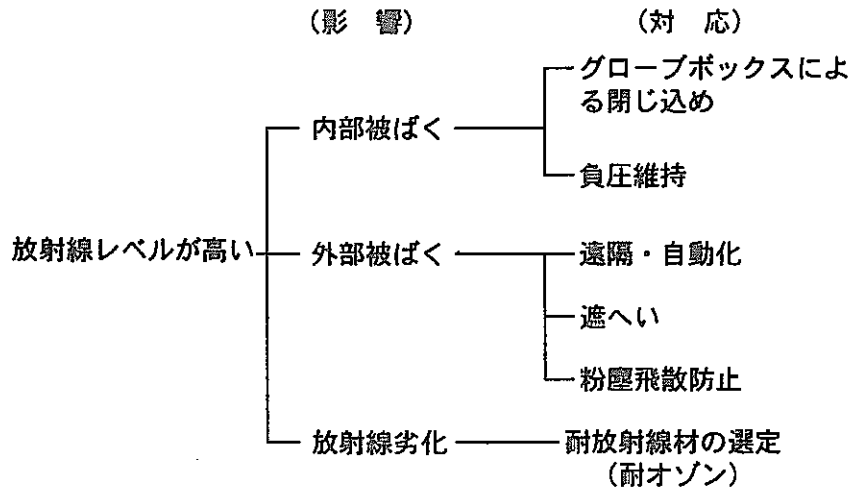 (影 響)
(対 応)
グローブボックスによ
る閉じ込め
内部被ばく
負圧維持
放射線レベルが高い
外部被ばく
遠隔・自動化
遮へい
粉塵飛散防止
放射線劣化
耐放射線材の選定
(耐オゾン)